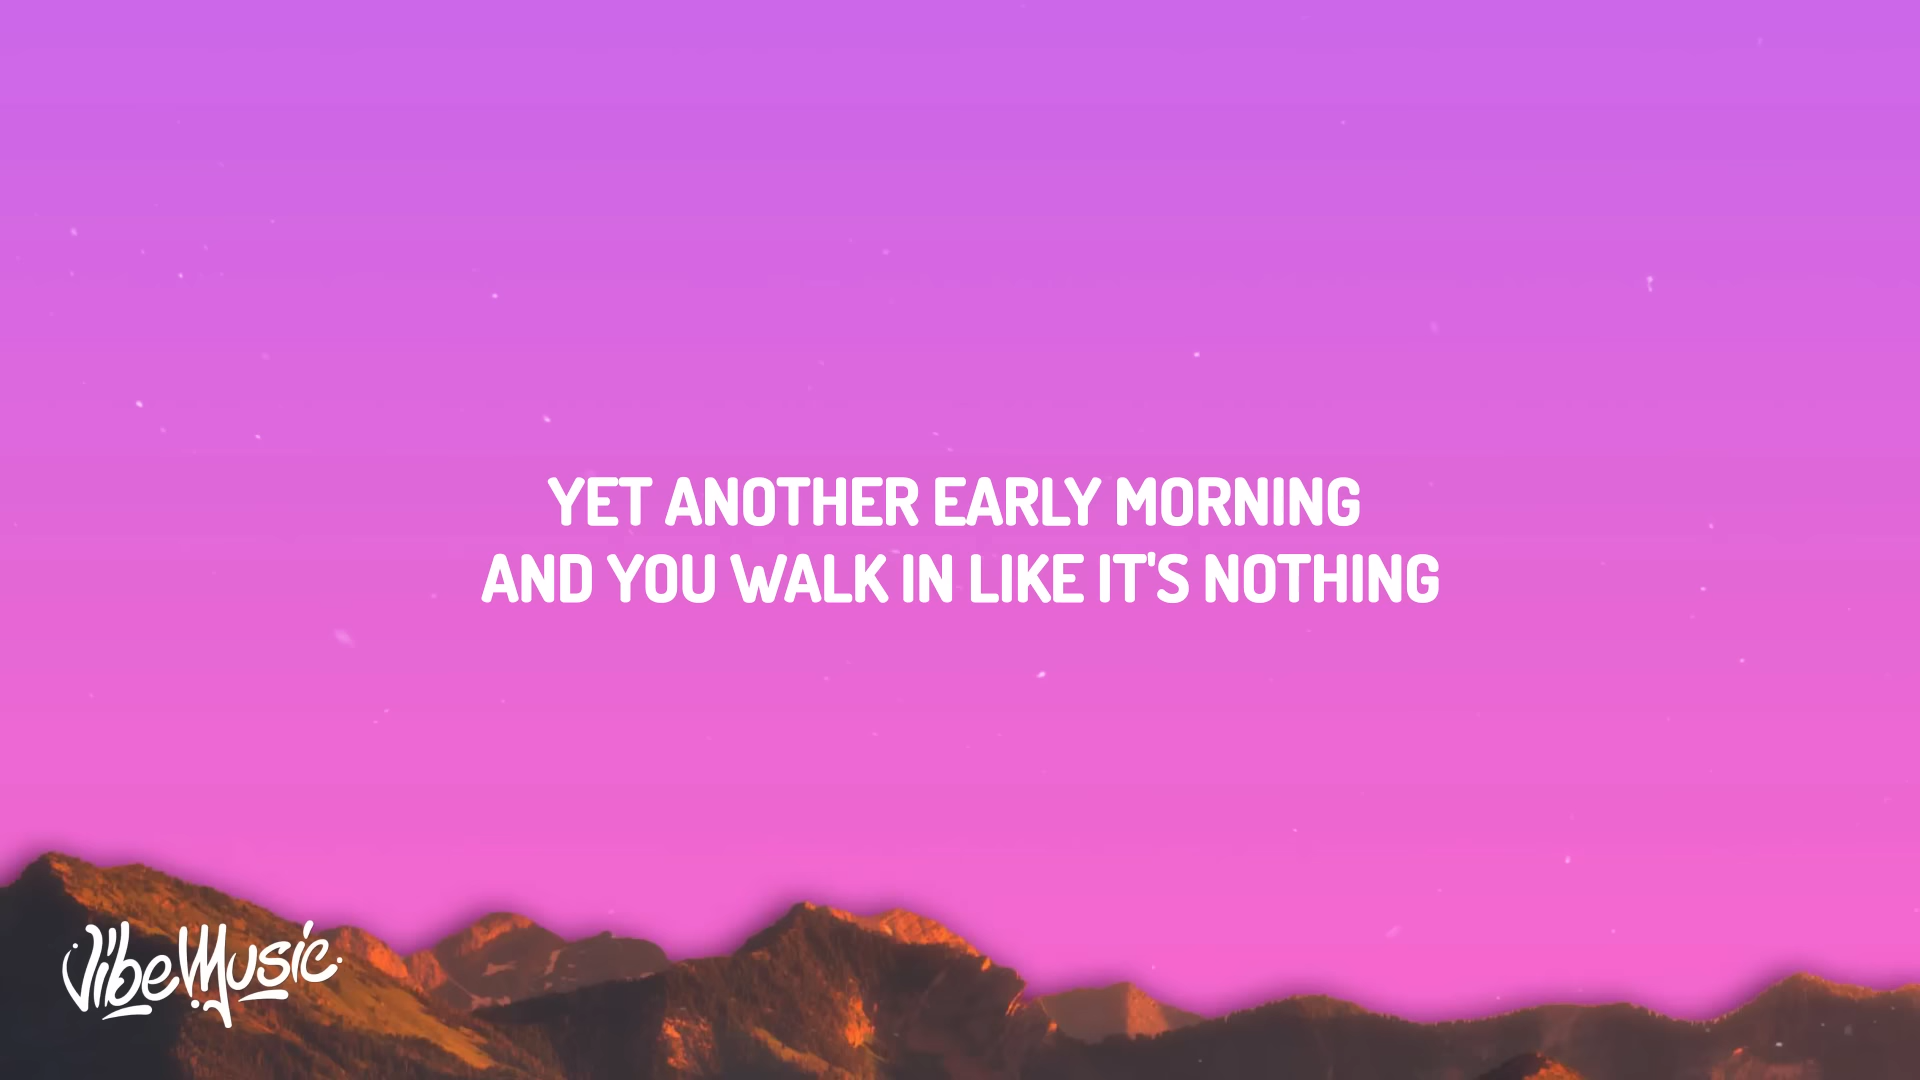 YET ANOTHER EARLY MORNING
AND YOU WALK IN LIKE IT'S NOTHING
VibeMusic